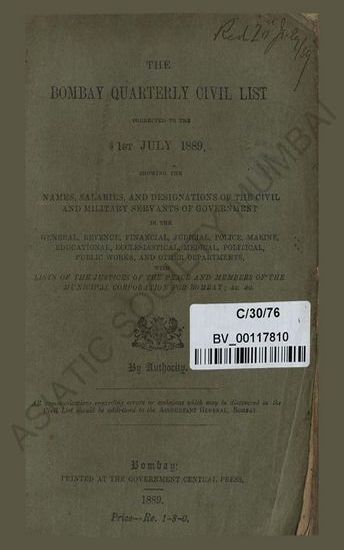 Recd 20th July/89
THE
BOMBAY QUARTERLY CIVIL LIST
CORRECTED TO THE
1ST JULY 1889,
SHOWING THE
NAMES, SALARIES, AND DESIGNATIONS OF THE CIVIL
AND MILITARY SERVANTS OF GOVERNMENT
IN THE
GENERAL, REVENUE, FINANCIAL, JUDICIAL, POLICE, MARINE,
EDUCATIONAL, ECCLESIASTICAL, MEDICAL, POLITICAL,
PUBLIC WORKS, AND OTHER DEPARTMENTS,
WITH
LISTS OF THE JUSTICES OF THE PEACE AND MEMBERS OF THE
MUNICIPAL CORPORATION FOR BOMBAY; &c. &c.
C/30/76
BV_00117810
By Authority.
All communications regarding errors or omissions which may be discovered in the
Civil List should be addressed to the ACCOUNTANT GENERAL, BOMBAY.
Bombay:
PRINTED AT THE GOVERNMENT CENTRAL PRESS.
1889.
Price—Re. 1-8-0.
ASIATIC SOCIETY MUMBAI